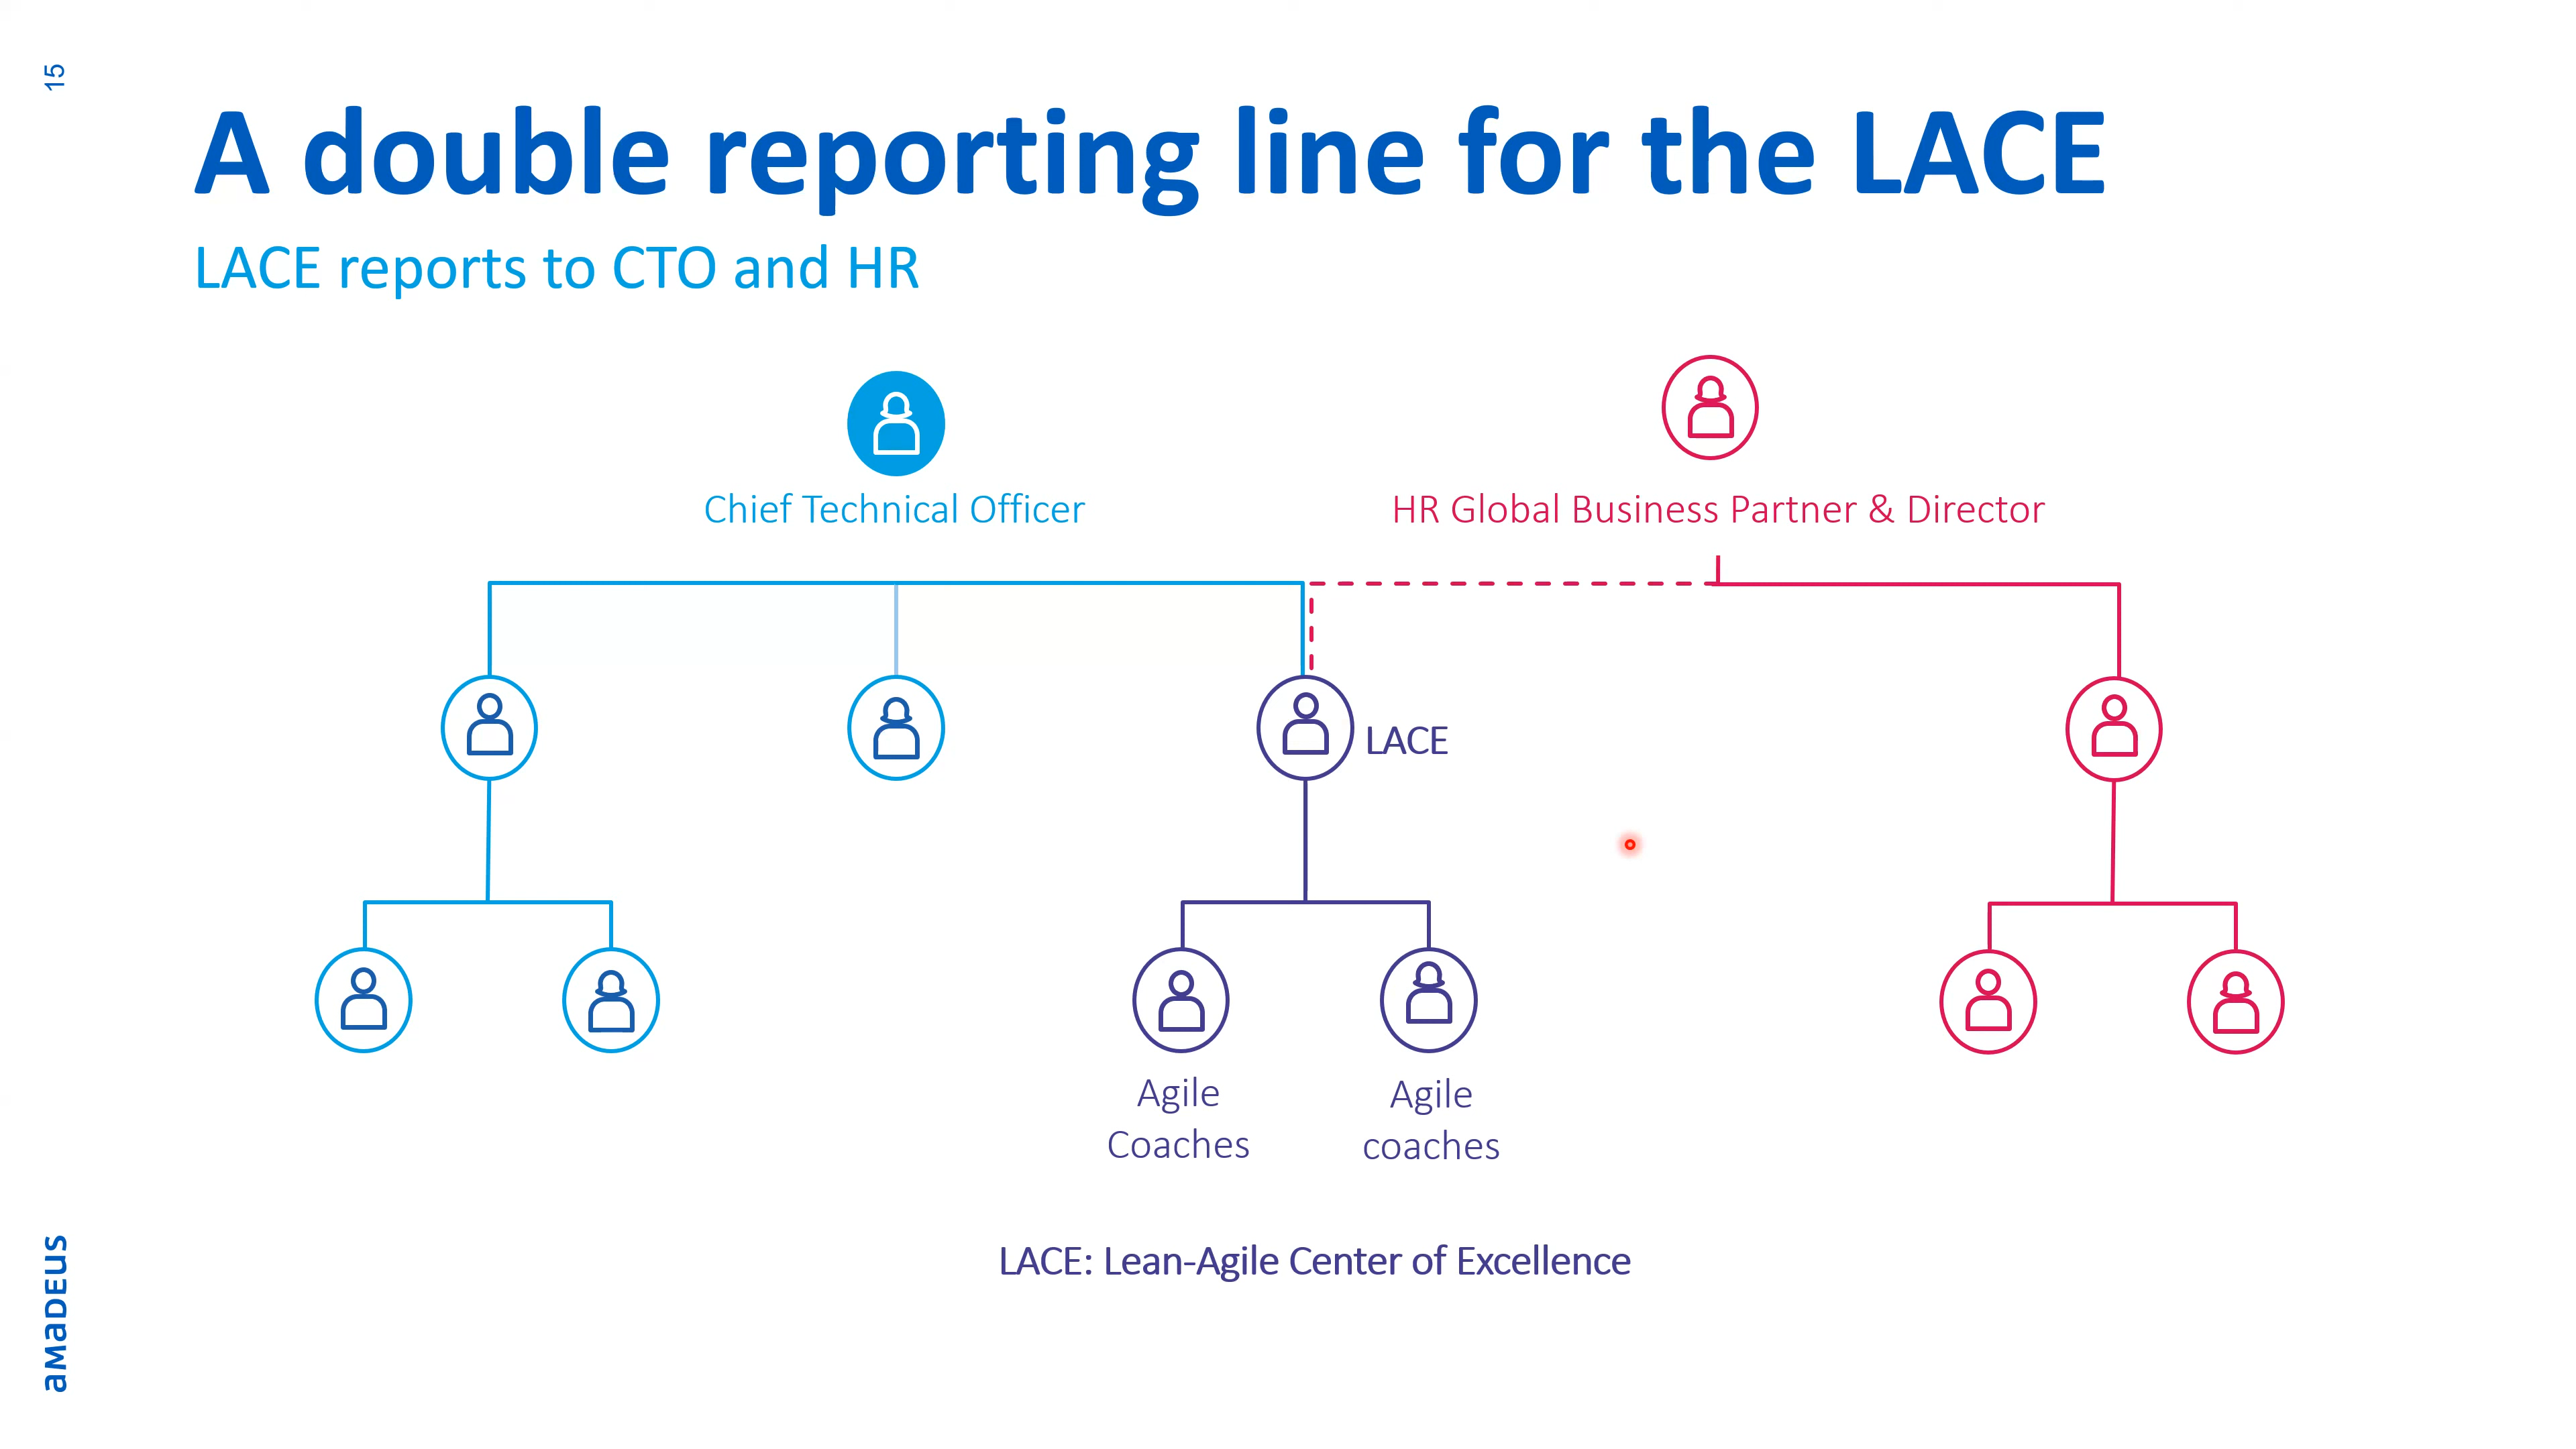 15
A double reporting line for the LACE
LACE reports to CTO and HR
Chief Technical Officer
HR Global Business Partner & Director
LACE
Agile
Coaches
Agile
coaches
LACE: Lean-Agile Center of Excellence
aMaDEUS